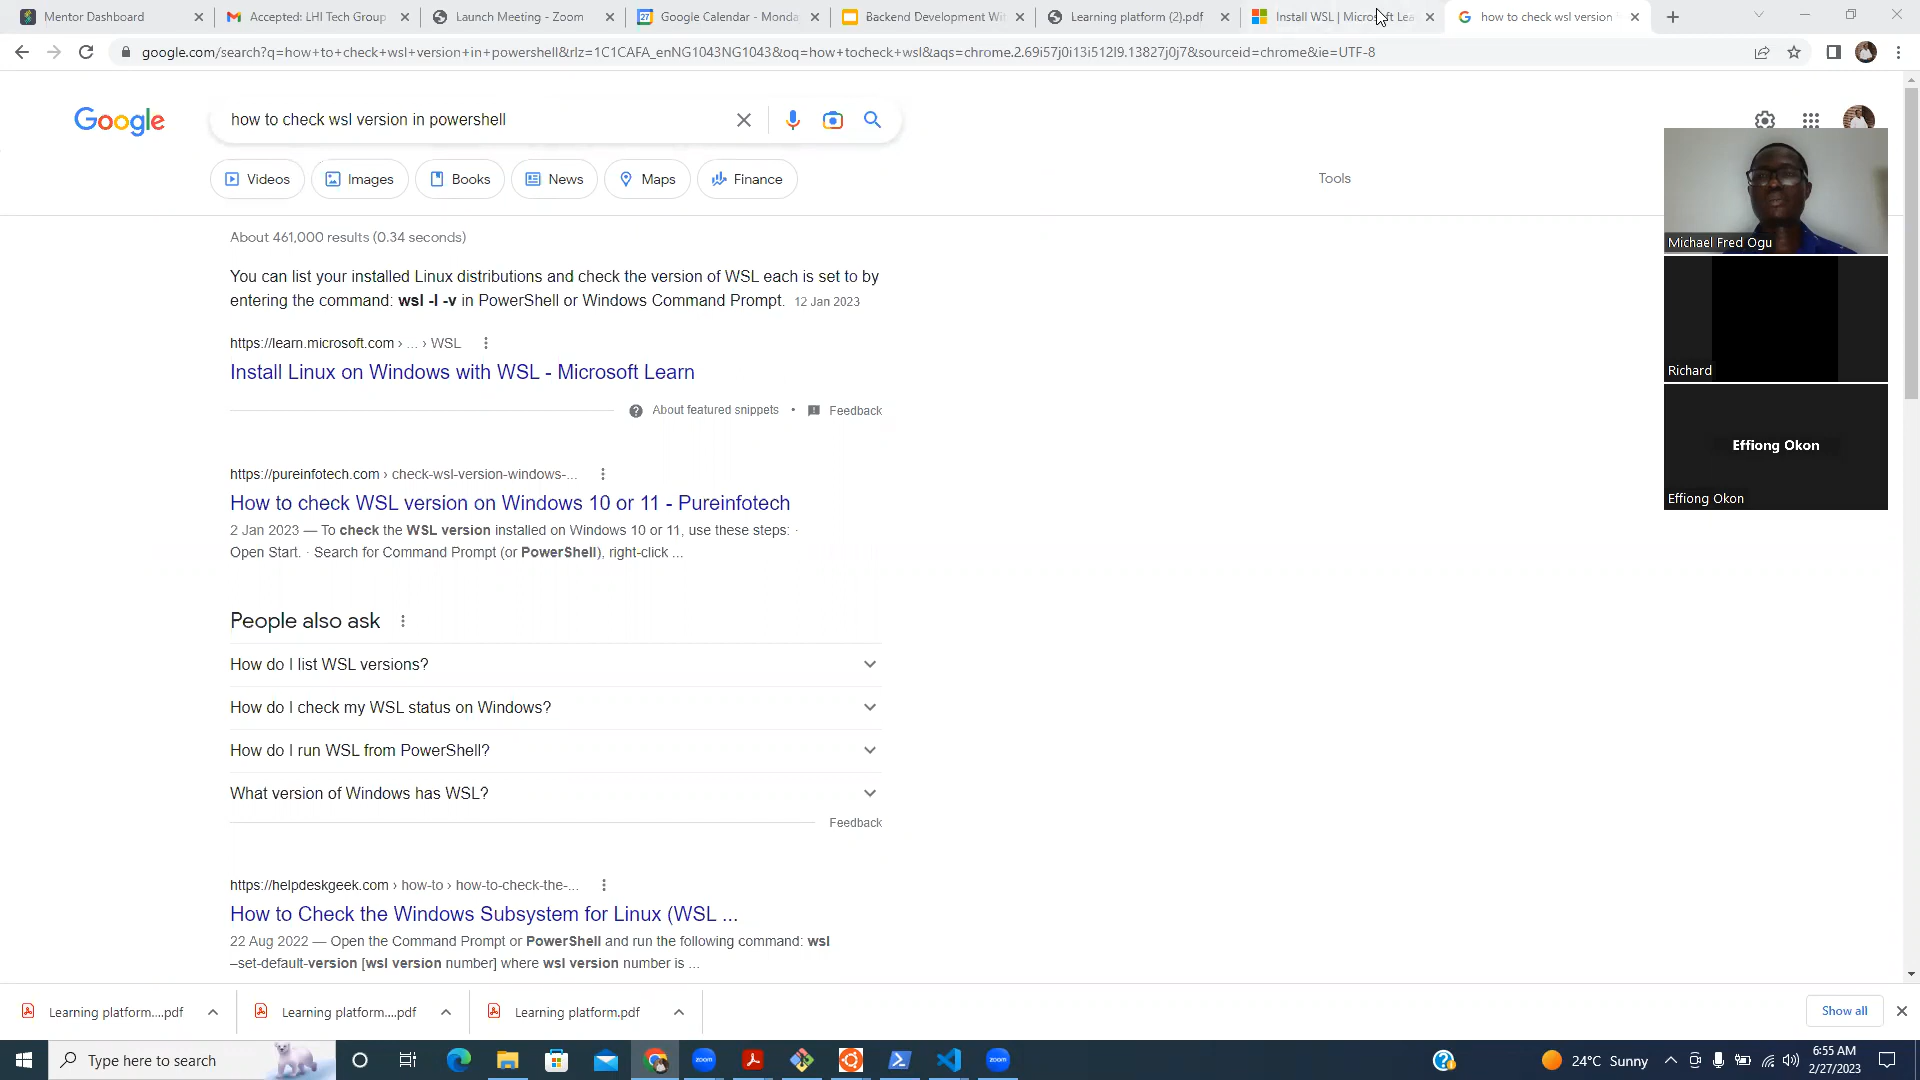 Mentor Dashboard
Accepted: LHI Tech Group
Launch Meeting - Zoom
Google Calendar - Monda
Backend Development Wit
Learning platform (2).pdf
Install WSL | Microsoft Lea
how to check wsl version
google.com/search?q=how+to+check+wsl+version+in+powershell&rlz=1C1CAFA_enNG1043NG1043&oq=how+tocheck+wsl&aqs=chrome.2.69i57j0i13i512l9.13827j0j7&sourceid=chrome&ie=UTF-8
Google
how to check wsl version in powershell
Videos
Images
Books
News
Maps
Finance
Tools
About 461,000 results (0.34 seconds)
You can list your installed Linux distributions and check the version of WSL each is set to by
entering the command: wsl -l -v in PowerShell or Windows Command Prompt. 12 Jan 2023
https://learn.microsoft.com › ... › WSL
Install Linux on Windows with WSL - Microsoft Learn
About featured snippets • Feedback
https://pureinfotech.com › check-wsl-version-windows-...
How to check WSL version on Windows 10 or 11 - Pureinfotech
2 Jan 2023 — To check the WSL version installed on Windows 10 or 11, use these steps: ·
Open Start. · Search for Command Prompt (or PowerShell), right-click ...
People also ask
How do I list WSL versions?
How do I check my WSL status on Windows?
How do I run WSL from PowerShell?
What version of Windows has WSL?
Feedback
https://helpdeskgeek.com › how-to › how-to-check-the-...
How to Check the Windows Subsystem for Linux (WSL ...
22 Aug 2022 — Open the Command Prompt or PowerShell and run the following command: wsl
–set-default-version [wsl version number] where wsl version number is ...
Michael Fred Ogu
Richard
Effiong Okon
Effiong Okon
Learning platform....pdf
Learning platform....pdf
Learning platform.pdf
Show all
Type here to search
zoom
zoom
24°C Sunny
6:55 AM
2/27/2023